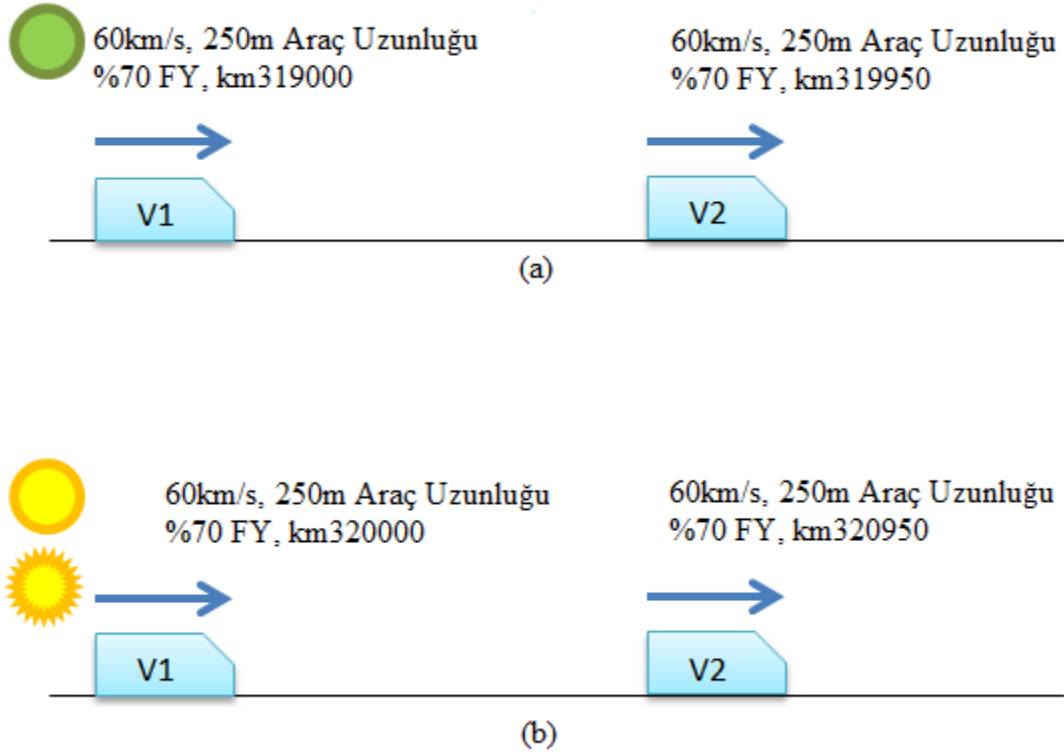 60km/s, 250m Araç Uzunluğu
%70 FY, km319000
60km/s, 250m Araç Uzunluğu
%70 FY, km319950
V1
V2
(a)
60km/s, 250m Araç Uzunluğu
%70 FY, km320000
60km/s, 250m Araç Uzunluğu
%70 FY, km320950
V1
V2
(b)